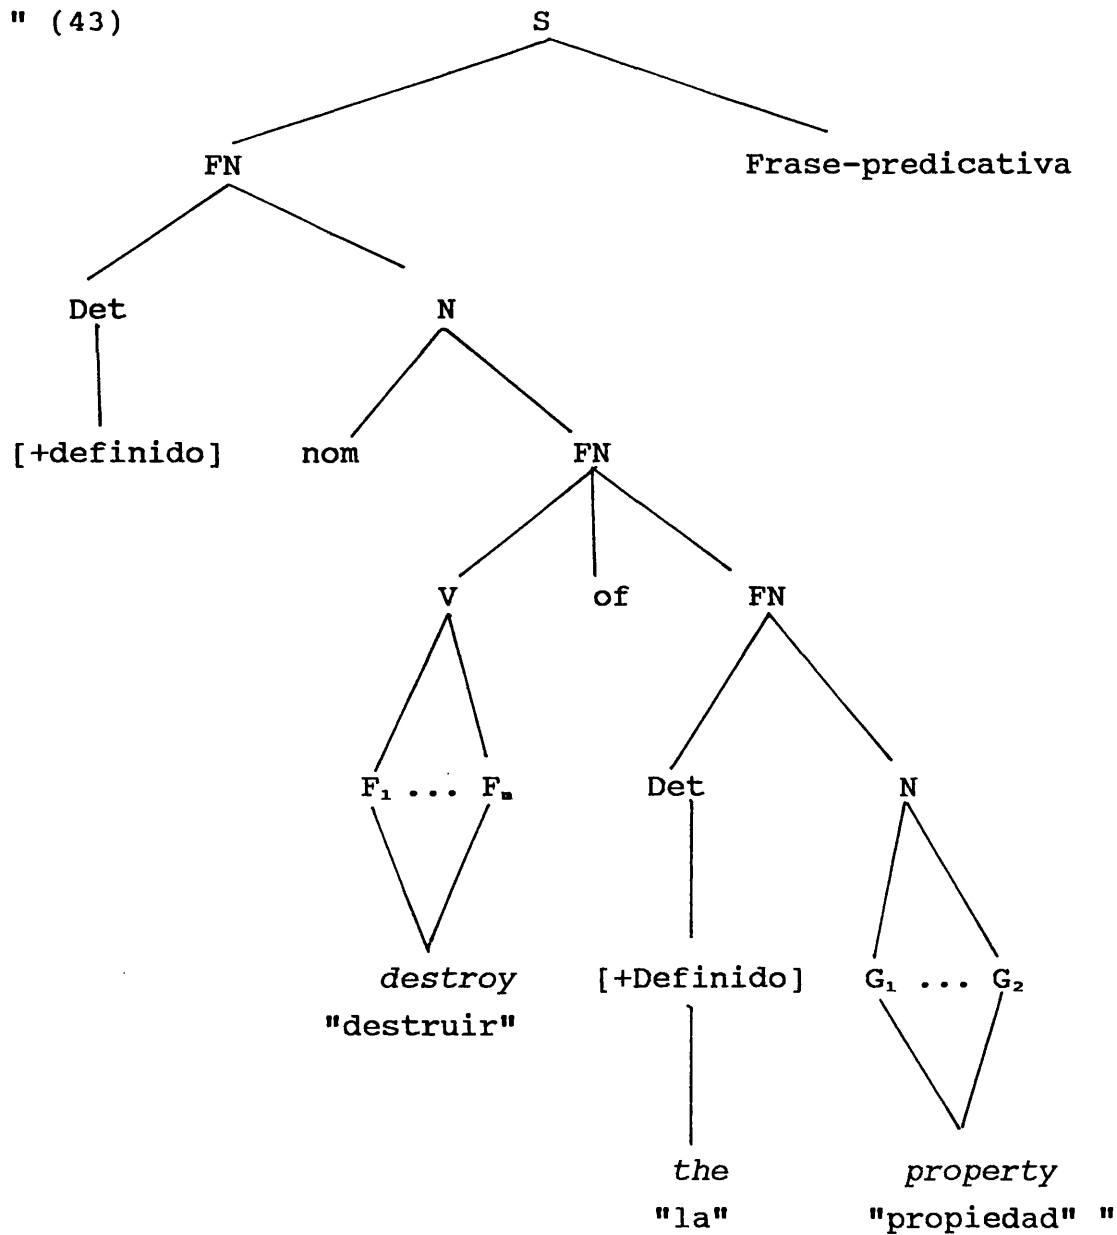 " (43)
S
FN Frase-predicativa
Det N
[+definido] nom FN
V of FN
F₁ ... Fₘ Det N
destroy [+Definido] G₁ ... G₂
"destruir"
the property
"la" "propiedad" "